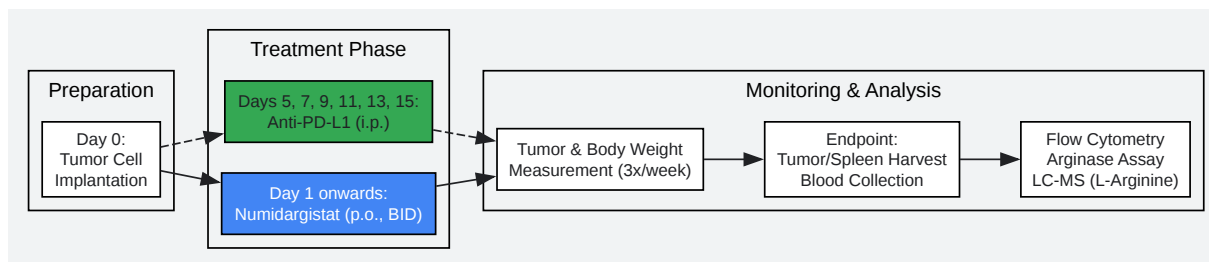 Preparation
Day 0:
Tumor Cell
Implantation
Treatment Phase
Days 5, 7, 9, 11, 13, 15:
Anti-PD-L1 (i.p.)
Day 1 onwards:
Numidargistat (p.o., BID)
Monitoring & Analysis
Tumor & Body Weight
Measurement (3x/week)
Endpoint:
Tumor/Spleen Harvest
Blood Collection
Flow Cytometry
Arginase Assay
LC-MS (L-Arginine)